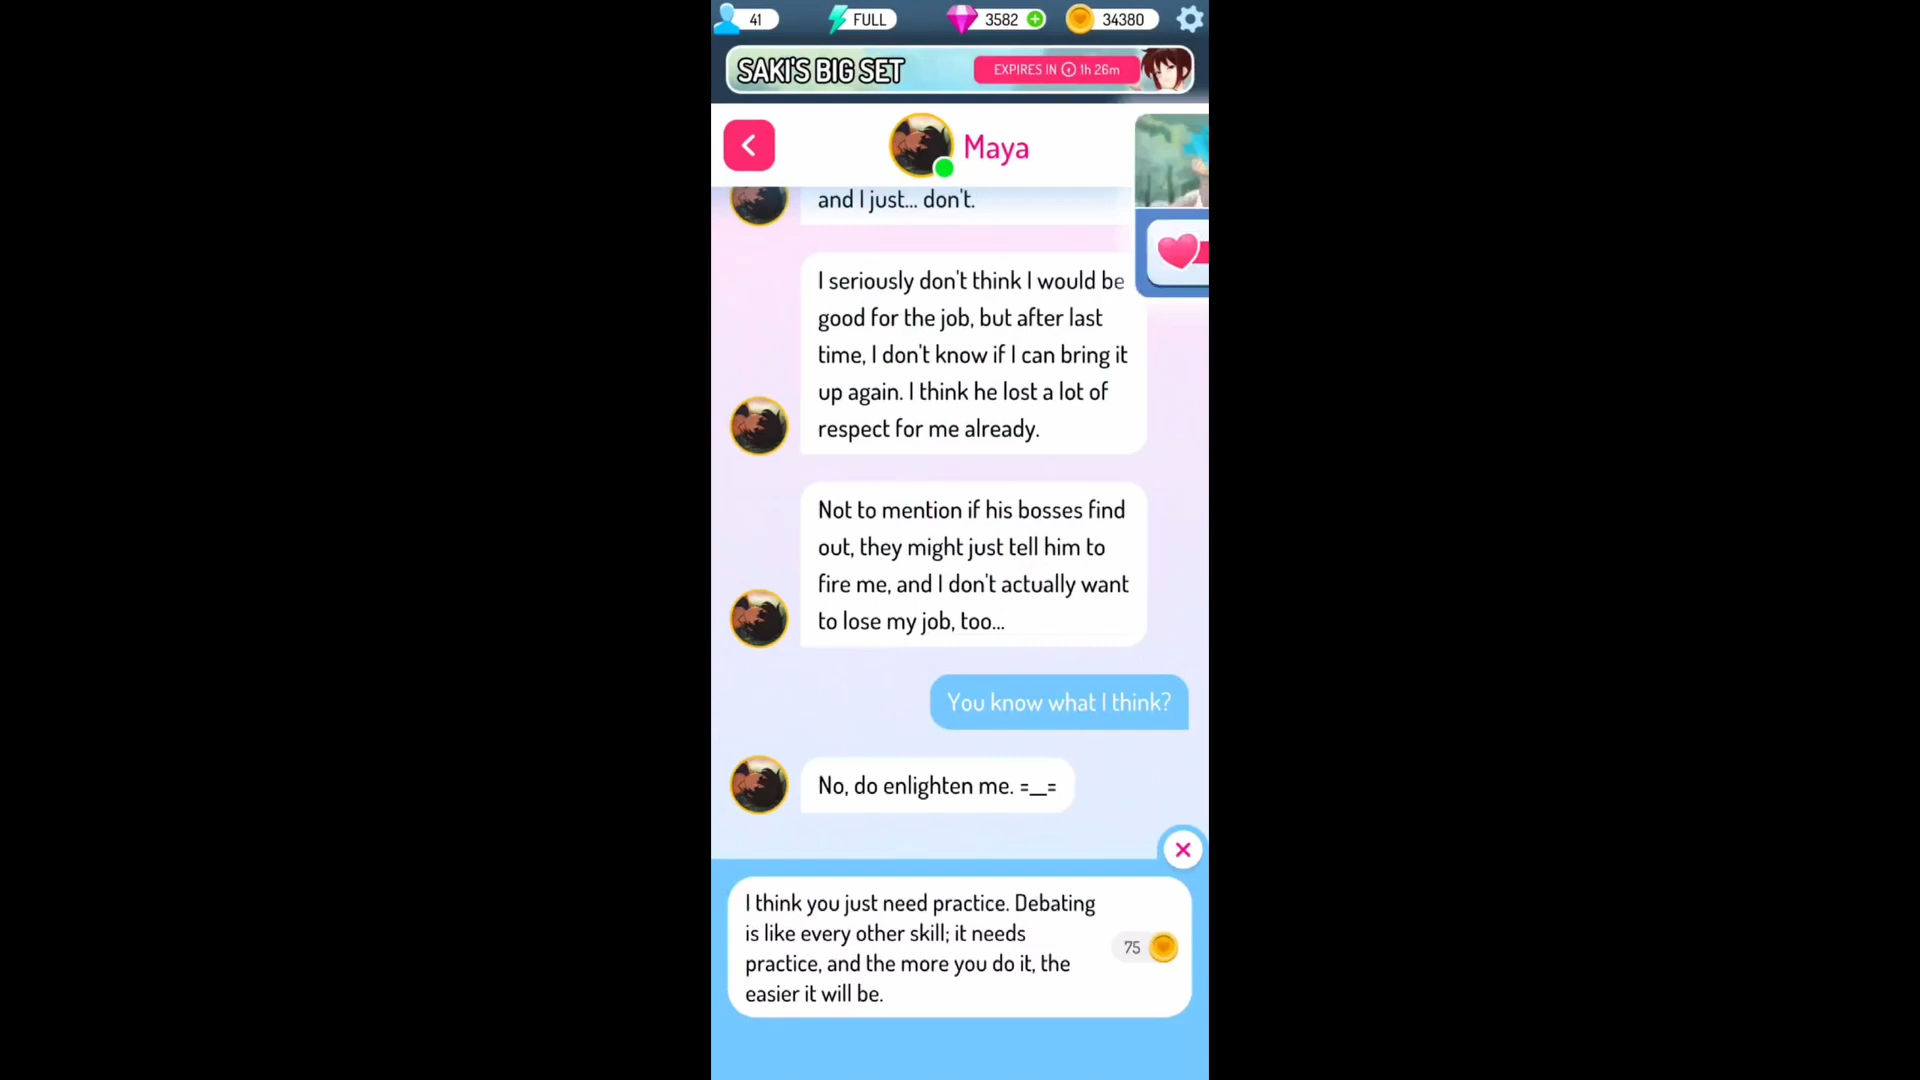 41
FULL
3582
34380
SAKI'S BIG SET
EXPIRES IN 1h 26m
Maya
and I just... don't.
I seriously don't think I would be
good for the job, but after last
time, I don't know if I can bring it
up again. I think he lost a lot of
respect for me already.
Not to mention if his bosses find
out, they might just tell him to
fire me, and I don't actually want
to lose my job, too...
You know what I think?
No, do enlighten me. =__=
I think you just need practice. Debating
is like every other skill; it needs
practice, and the more you do it, the
easier it will be.
75